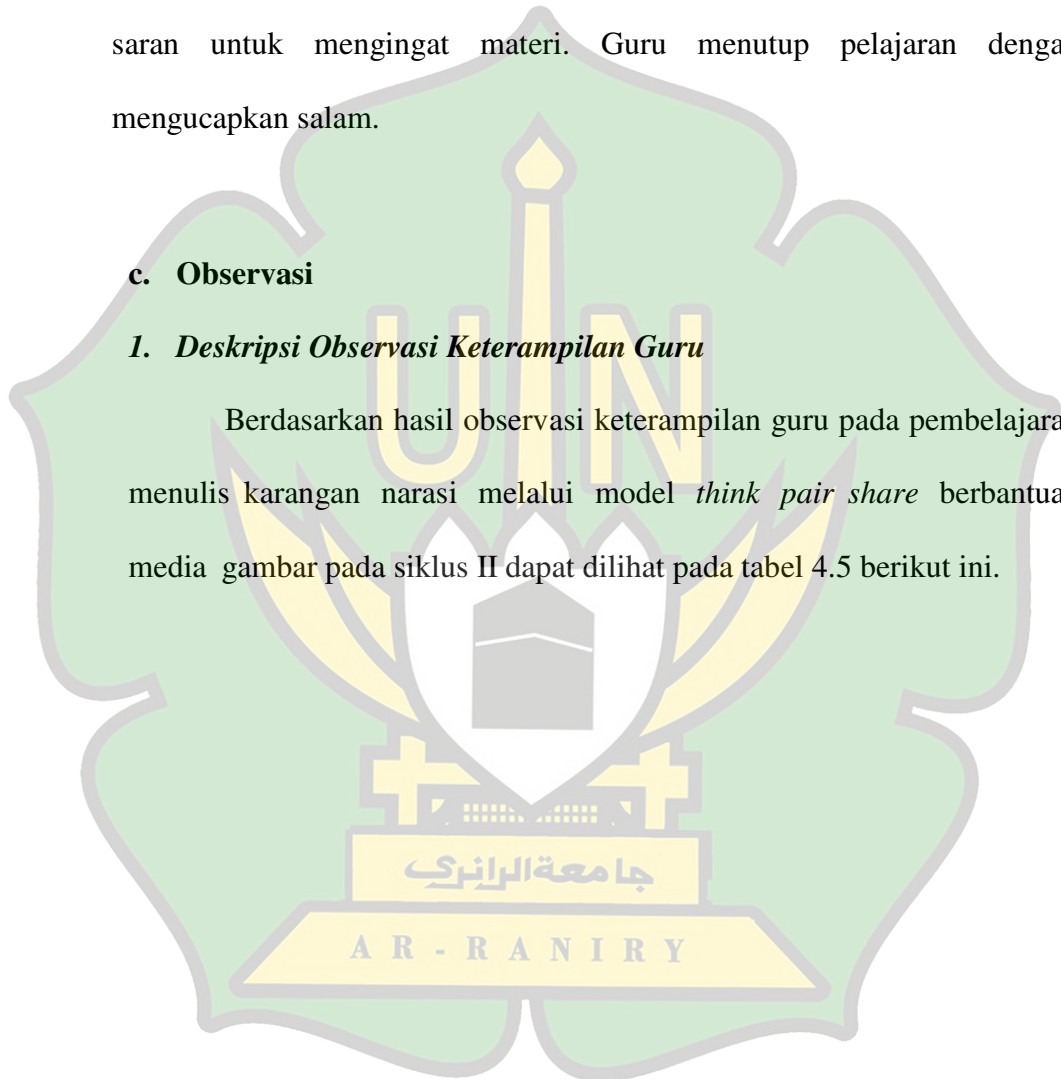 saran untuk mengingat materi. Guru menutup pelajaran denga
mengucapkan salam.
c. Observasi
1. Deskripsi Observasi Keterampilan Guru
Berdasarkan hasil observasi keterampilan guru pada pembelajara
menulis karangan narasi melalui model think pair share berbantua
media gambar pada siklus II dapat dilihat pada tabel 4.5 berikut ini.
UIN
جامعةالرانري
AR-RANIRY